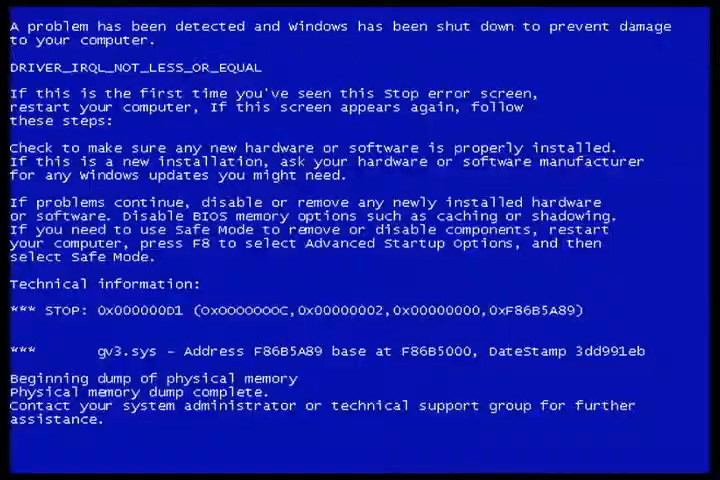 A problem has been detected and Windows has been shut down to prevent damage
to your computer.
DRIVER_IRQL_NOT_LESS_OR_EQUAL
If this is the first time you've seen this Stop error screen,
restart your computer, If this screen appears again, follow
these steps:
Check to make sure any new hardware or software is properly installed.
If this is a new installation, ask your hardware or software manufacturer
for any Windows updates you might need.
If problems continue, disable or remove any newly installed hardware
or software. Disable BIOS memory options such as caching or shadowing.
If you need to use Safe Mode to remove or disable components, restart
your computer, press F8 to select Advanced Startup Options, and then
select Safe Mode.
Technical information:
*** STOP: 0x000000D1 (0x0000000C,0x00000002,0x00000000,0xF86B5A89)
*** gv3.sys - Address F86B5A89 base at F86B5000, DateStamp 3dd991eb
Beginning dump of physical memory
Physical memory dump complete.
Contact your system administrator or technical support group for further
assistance.